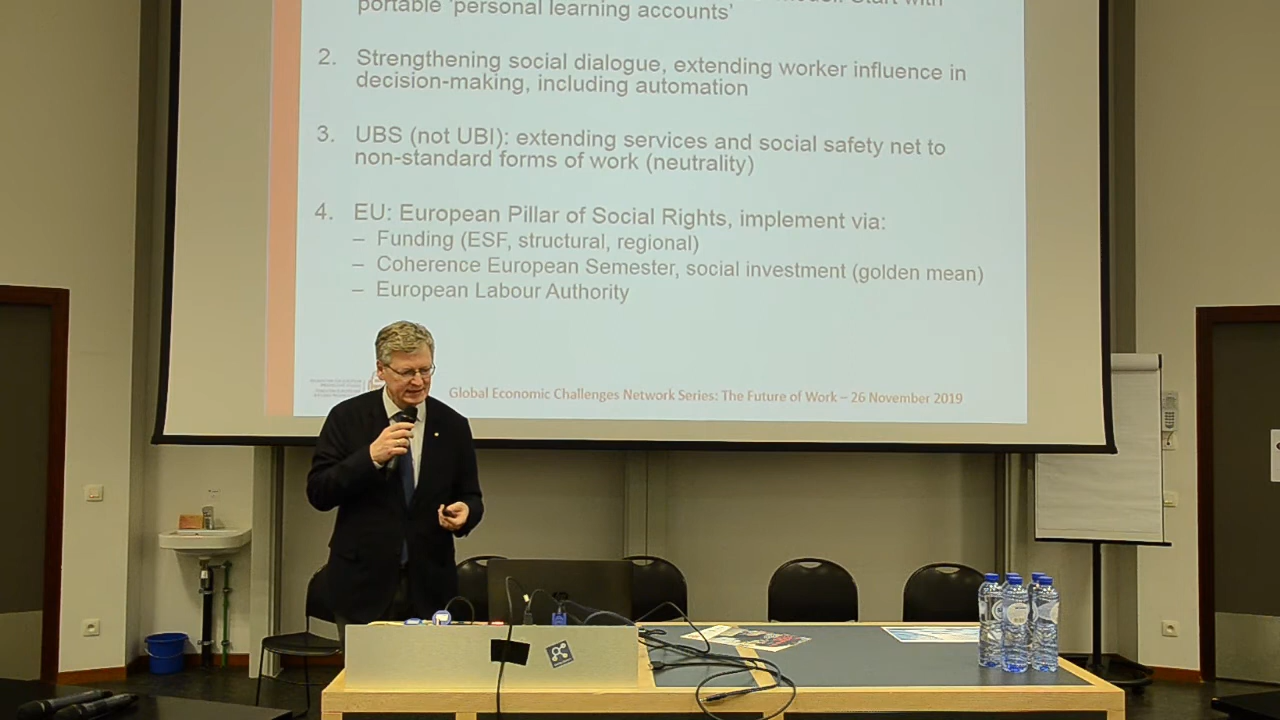 Start with
portable 'personal learning accounts'
2. Strengthening social dialogue, extending worker influence in
decision-making, including automation
3. UBS (not UBI): extending services and social safety net to
non-standard forms of work (neutrality)
4. EU: European Pillar of Social Rights, implement via:
– Funding (ESF, structural, regional)
– Coherence European Semester, social investment (golden mean)
– European Labour Authority
Global Economic Challenges Network Series: The Future of Work – 26 November 2019